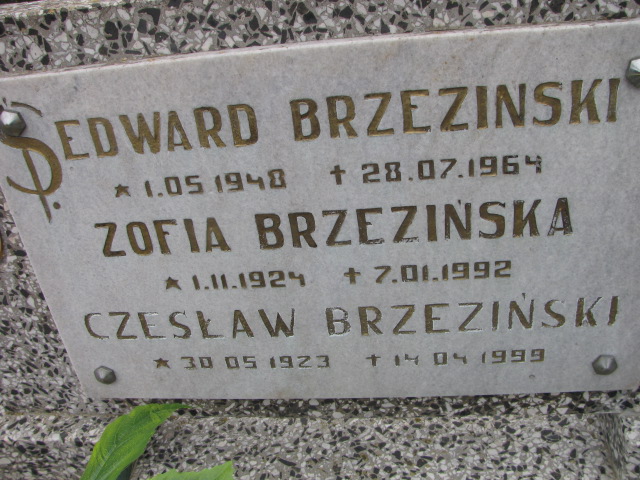 Ś.P. EDWARD BRZEZINSKI
* 1.05 1948 † 28.07.1964
ZOFIA BRZEZIŃSKA
* 1.11.1924 † 7.01.1992
CZESŁAW BRZEZIŃSKI
* 30 05 1923 † 14 04 1999